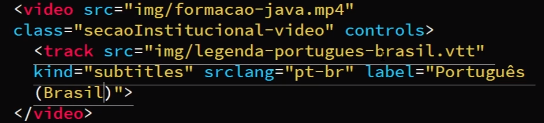 <video src="img/formacao-java.mp4"
class="secaoInstitucional-video" controls>
<track src="img/legenda-portugues-brasil.vtt"
kind="subtitles" srclang="pt-br" label="Português
(Brasil)">
</video>